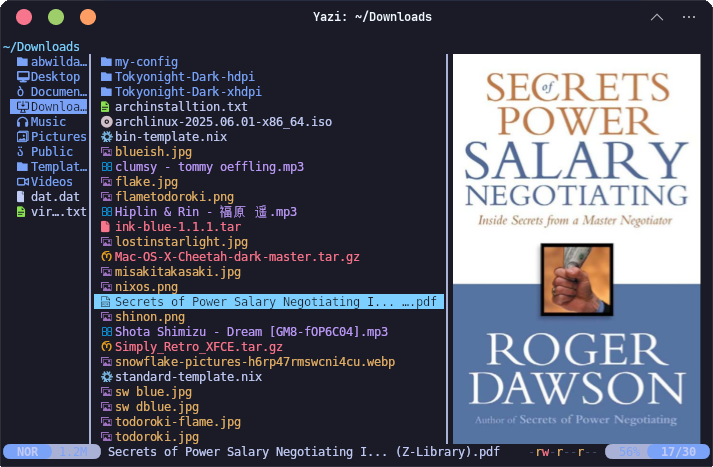 Yazi: ~/Downloads
~/Downloads
abwilda…
Desktop
Documen…
Downloa…
Music
Pictures
Public
Templat…
Videos
dat.dat
vir….txt
my-config
Tokyonight-Dark-hdpi
Tokyonight-Dark-xhdpi
archinstalltion.txt
archlinux-2025.06.01-x86_64.iso
bin-template.nix
blueish.jpg
clumsy - tommy oeffling.mp3
flake.jpg
flametodoroki.png
Hiplin & Rin - 福原 遥.mp3
ink-blue-1.1.1.tar
lostinstarlight.jpg
Mac-OS-X-Cheetah-dark-master.tar.gz
misakitakasaki.jpg
nixos.png
Secrets of Power Salary Negotiating I... ….pdf
shinon.png
Shota Shimizu - Dream [GM8-fOP6C04].mp3
Simply_Retro_XFCE.tar.gz
snowflake-pictures-h6rp47rmswcni4cu.webp
standard-template.nix
sw blue.jpg
sw dblue.jpg
todoroki-flame.jpg
todoroki.jpg
SECRETS
of
POWER
SALARY
NEGOTIATING
Inside Secrets from a Master Negotiator
ROGER
DAWSON
Author of Secrets of Power Negotiating
NOR 1.2M Secrets of Power Salary Negotiating I... (Z-Library).pdf -rw-r--r-- 56% 17/30